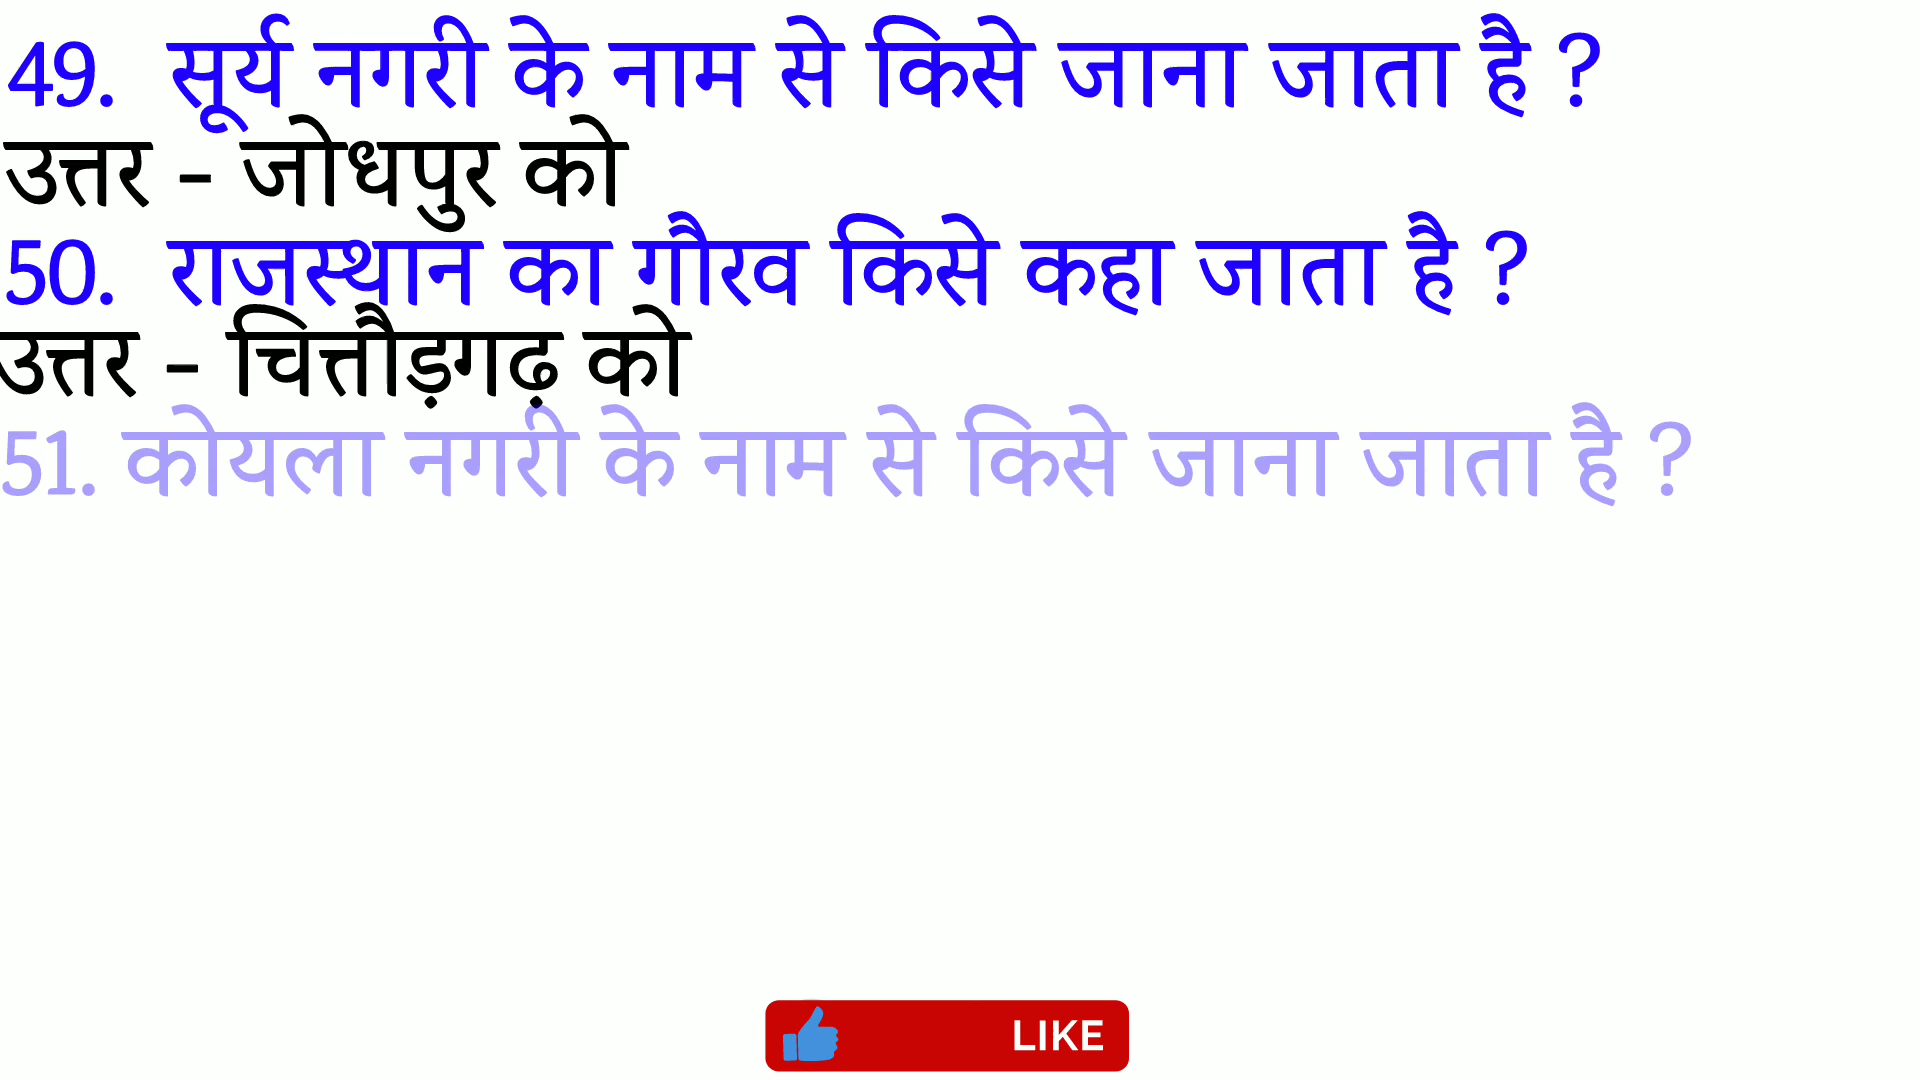 49. सूर्य नगरी के नाम से किसे जाना जाता है ?
उत्तर - जोधपुर को
50. राजस्थान का गौरव किसे कहा जाता है ?
उत्तर - चित्तौड़गढ़ को
51. कोयला नगरी के नाम से किसे जाना जाता है ?
LIKE